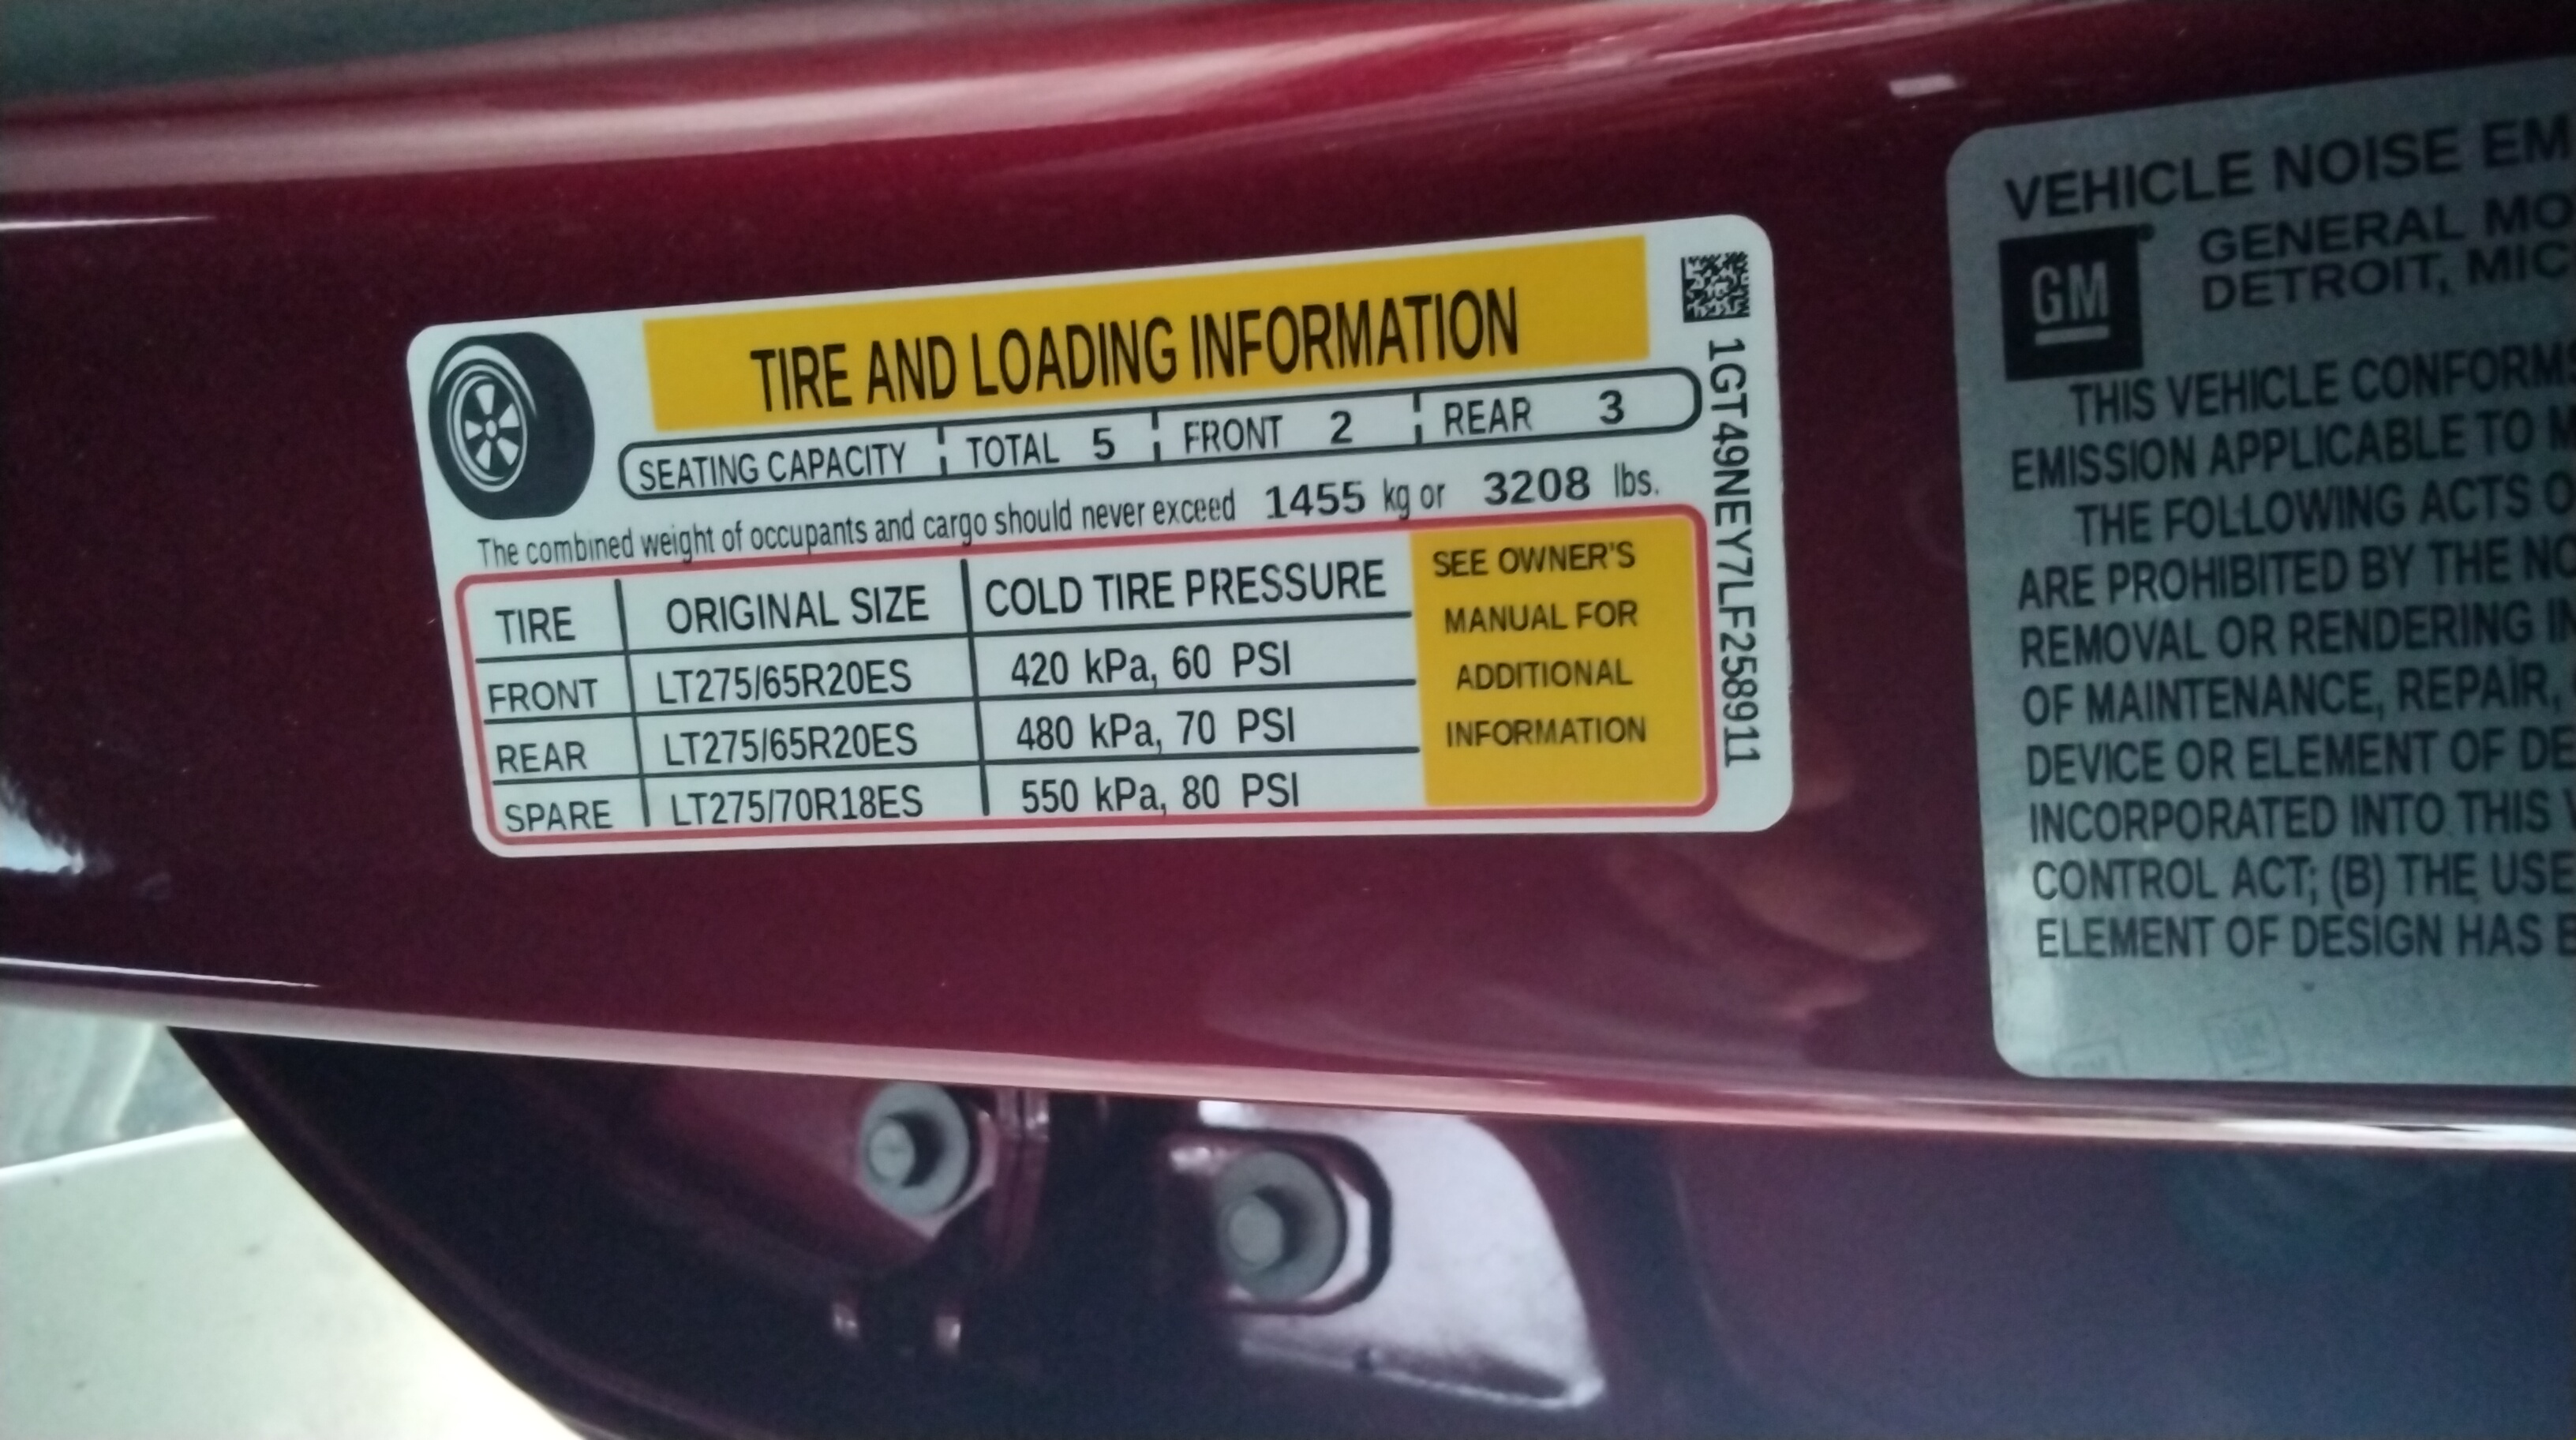 TIRE AND LOADING INFORMATION
SEATING CAPACITY TOTAL 5 FRONT 2 REAR 3
The combined weight of occupants and cargo should never exceed 1455 kg or 3208 lbs.
TIRE ORIGINAL SIZE COLD TIRE PRESSURE
FRONT LT275/65R20ES 420 kPa, 60 PSI
REAR LT275/65R20ES 480 kPa, 70 PSI
SPARE LT275/70R18ES 550 kPa, 80 PSI
SEE OWNER'S
MANUAL FOR
ADDITIONAL
INFORMATION
1GT49NEY7LF258911
VEHICLE NOISE EM
GM
GENERAL MO
DETROIT, MIC
THIS VEHICLE CONFORMS
EMISSION APPLICABLE TO M
THE FOLLOWING ACTS O
ARE PROHIBITED BY THE NO
REMOVAL OR RENDERING IN
OF MAINTENANCE, REPAIR,
DEVICE OR ELEMENT OF DE
INCORPORATED INTO THIS V
CONTROL ACT; (B) THE USE
ELEMENT OF DESIGN HAS B